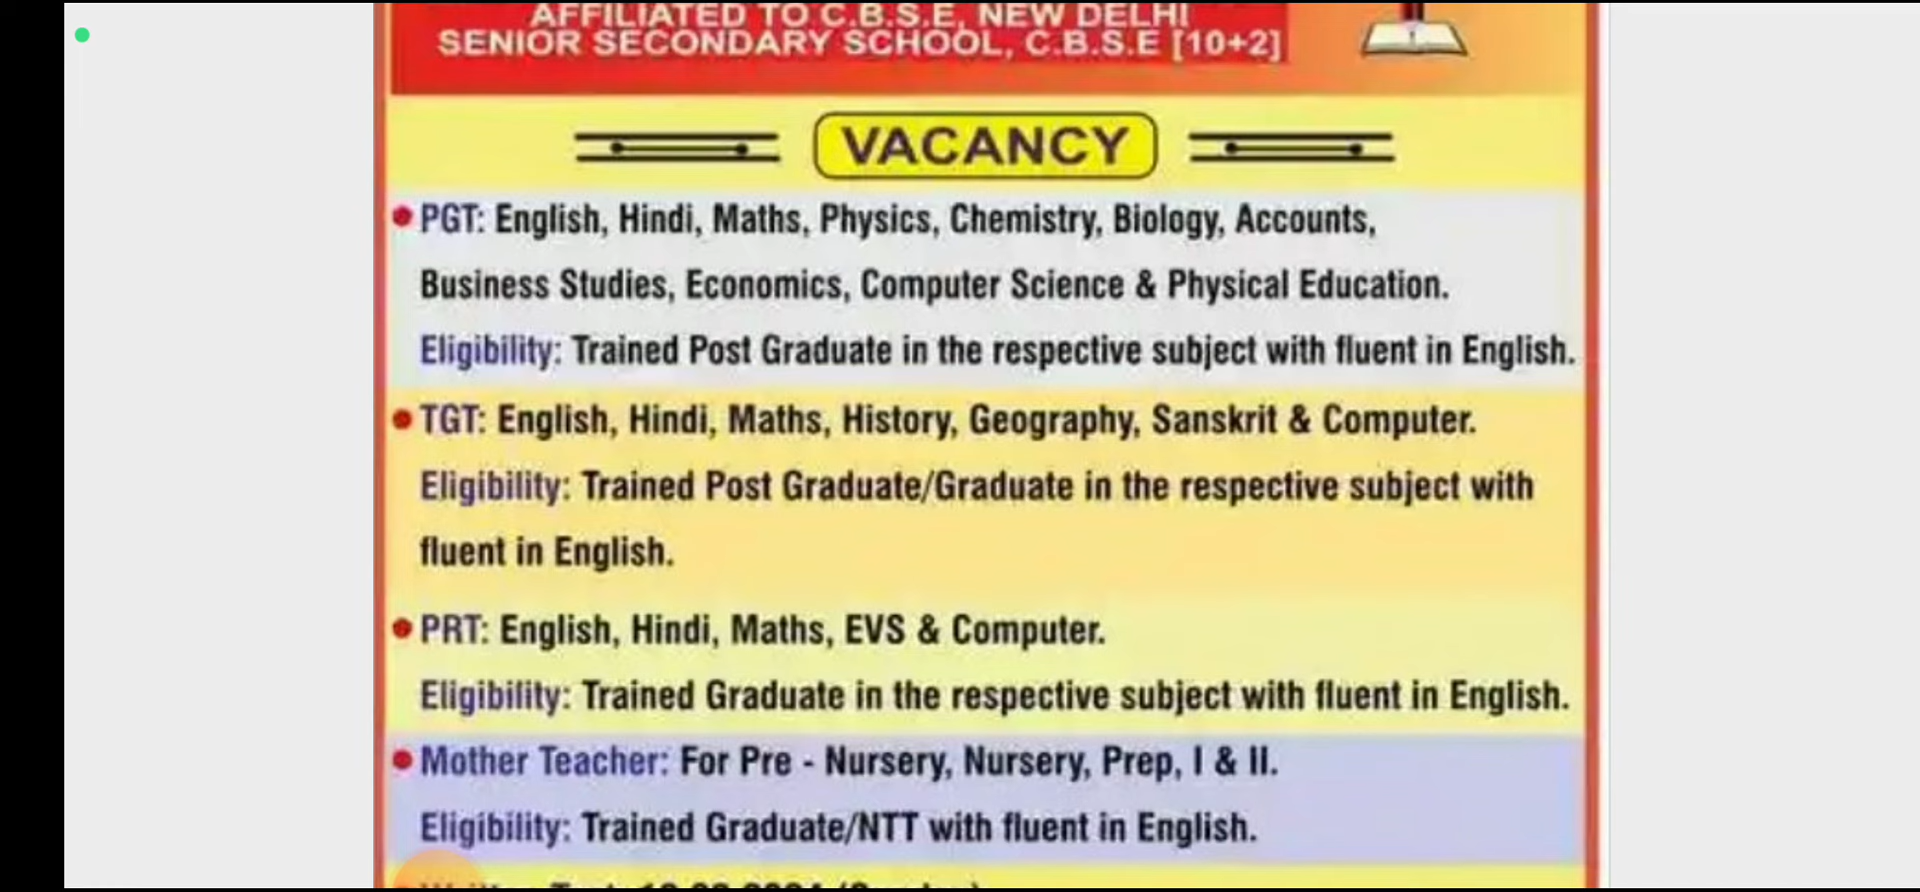 AFFILIATED TO C.B.S.E, NEW DELHI
SENIOR SECONDARY SCHOOL, C.B.S.E [10+2]
VACANCY
• PGT: English, Hindi, Maths, Physics, Chemistry, Biology, Accounts,
Business Studies, Economics, Computer Science & Physical Education.
Eligibility: Trained Post Graduate in the respective subject with fluent in English.
• TGT: English, Hindi, Maths, History, Geography, Sanskrit & Computer.
Eligibility: Trained Post Graduate/Graduate in the respective subject with
fluent in English.
• PRT: English, Hindi, Maths, EVS & Computer.
Eligibility: Trained Graduate in the respective subject with fluent in English.
• Mother Teacher: For Pre - Nursery, Nursery, Prep, I & II.
Eligibility: Trained Graduate/NTT with fluent in English.